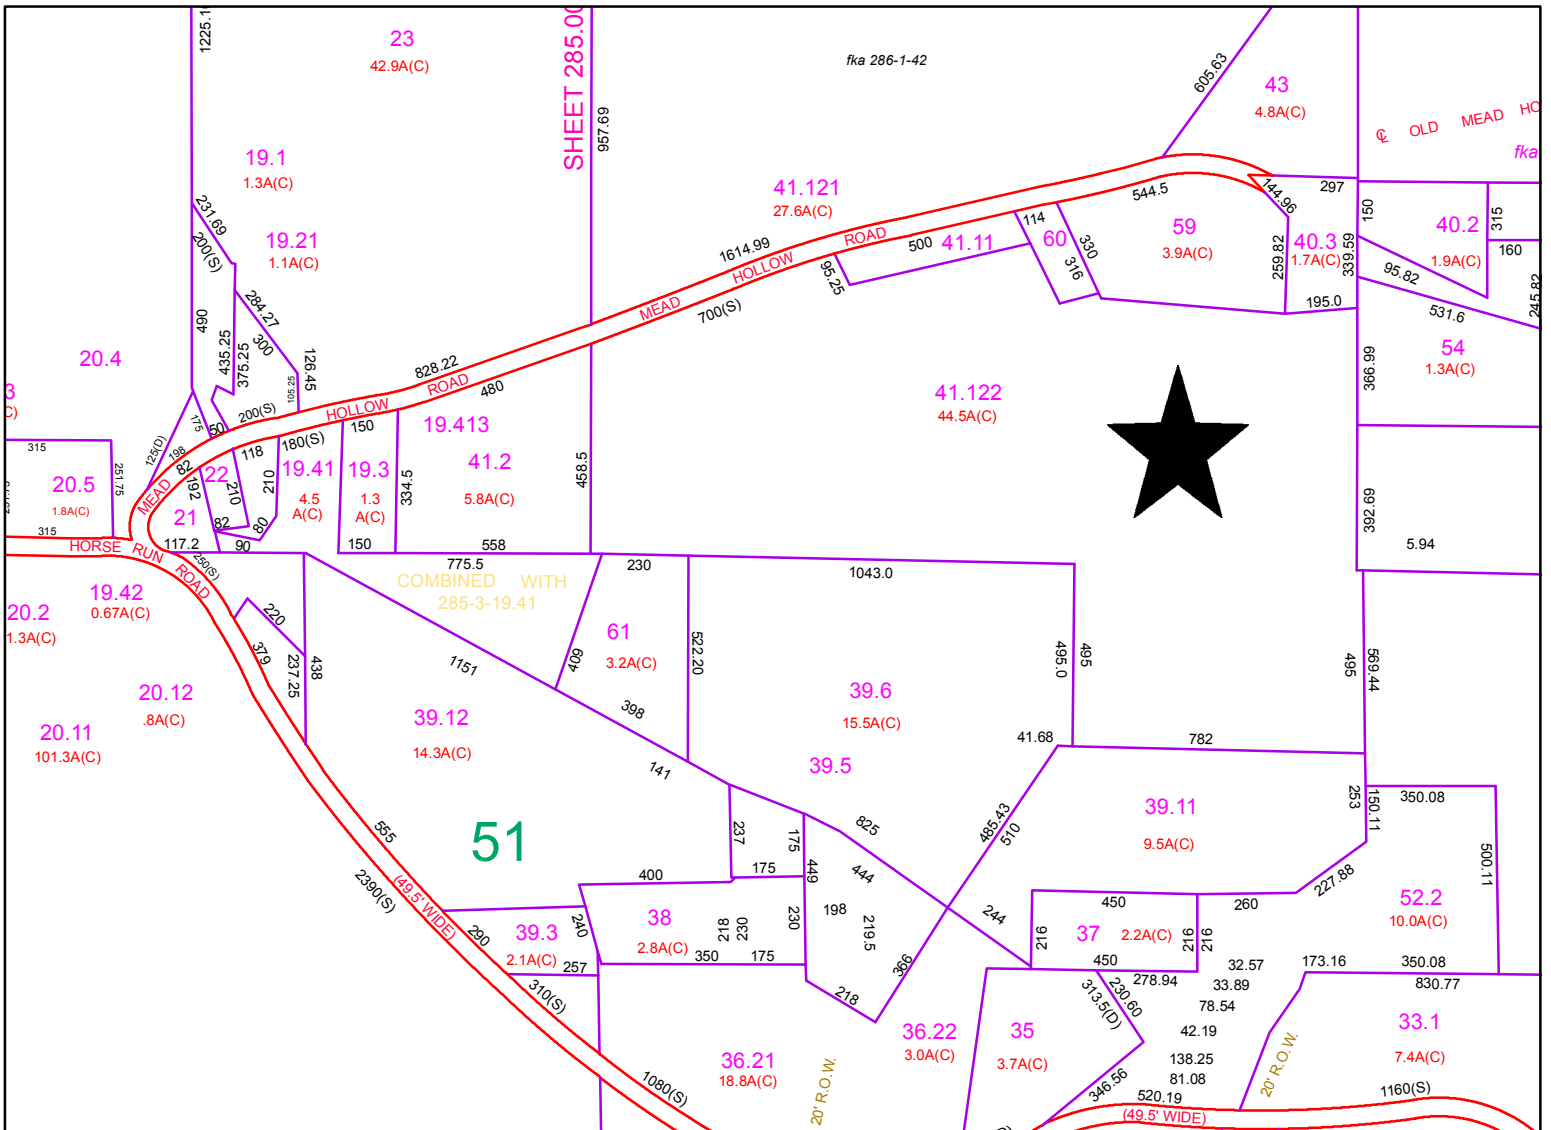 1225.1
23
42.9A(C)
SHEET 285.00
957.69
fka 286-1-42
605.63
43
4.8A(C)
℄ OLD MEAD HO
fka
19.1
1.3A(C)
41.121
27.6A(C)
544.5
144.96
297
150
315
40.2
1.9A(C)
160
231.69
200(S)
19.21
1.1A(C)
1614.99
MEAD HOLLOW ROAD
500
41.11
114
60
330
316
59
3.9A(C)
259.82
40.3
1.7A(C)
339.59
95.82
245.82
95.25
195.0
531.6
284.27
300
490
435.25
375.25
126.45
105.25
700(S)
20.4
828.22
480
HOLLOW ROAD
366.99
54
1.3A(C)
3
C)
175
50
200(S)
180(S)
150
19.413
41.122
44.5A(C)
315
251.75
125(D)
198
82
118
192
22
210
210
19.41
4.5
A(C)
19.3
1.3
A(C)
334.5
41.2
5.8A(C)
458.5
20.5
1.8A(C)
MEAD
21
82
80
392.69
5.94
315
HORSE RUN ROAD
117.2
90
150
558
250(S)
775.5
230
1043.0
COMBINED WITH
285-3-19.41
19.42
0.67A(C)
20.2
1.3A(C)
220
379
237.25
438
1151
409
61
3.2A(C)
522.20
495.0
495
495
569.44
20.12
.8A(C)
20.11
101.3A(C)
39.12
14.3A(C)
398
39.6
15.5A(C)
41.68
782
141
39.5
39.11
9.5A(C)
253
150.11
350.08
555
51
237
175
825
485.43
510
500.11
2390(S)
(49.5' WIDE)
400
175
449
444
227.88
290
39.3
2.1A(C)
240
38
2.8A(C)
218
230
230
198
219.5
244
216
450
37
2.2A(C)
216
216
260
52.2
10.0A(C)
257
350
175
366
450
278.94
32.57
173.16
350.08
310(S)
218
313.5(D)
230.60
33.89
830.77
78.54
36.22
3.0A(C)
35
3.7A(C)
42.19
33.1
7.4A(C)
36.21
18.8A(C)
138.25
81.08
1080(S)
20' R.O.W.
346.56
520.19
(49.5' WIDE)
20' R.O.W.
1160(S)